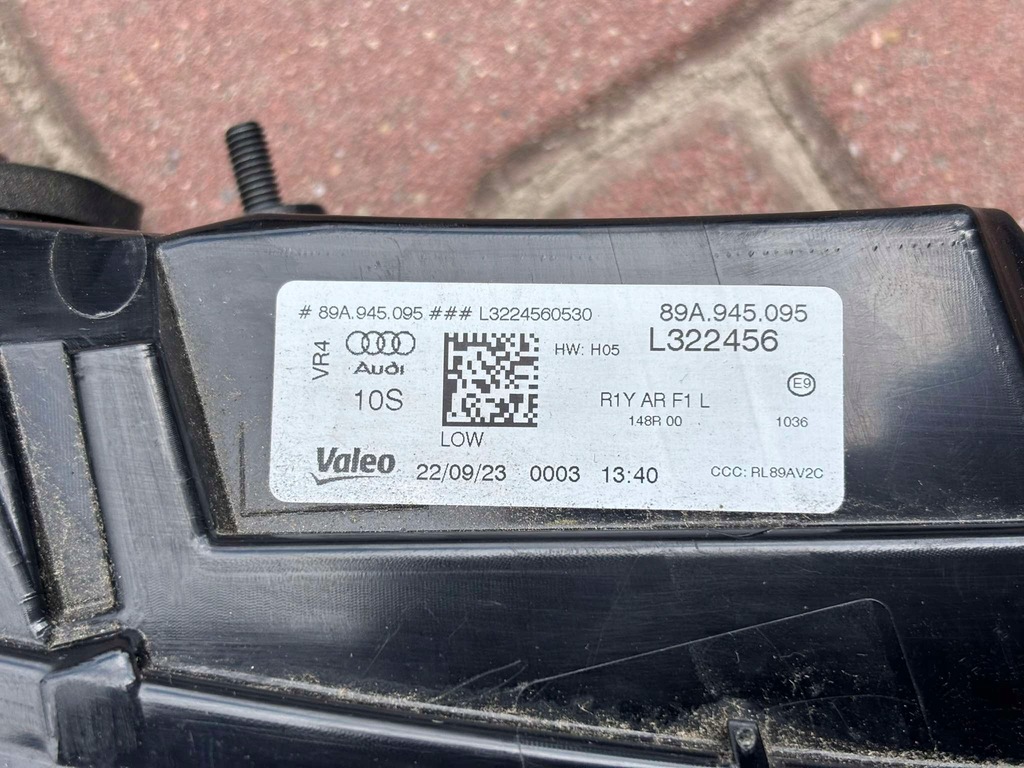 # 89A.945.095 ### L3224560530
89A.945.095
L322456
VR4
Audi
10S
HW: H05
LOW
R1Y AR F1 L
148R 00
E9
1036
Valeo
22/09/23 0003 13:40
CCC: RL89AV2C